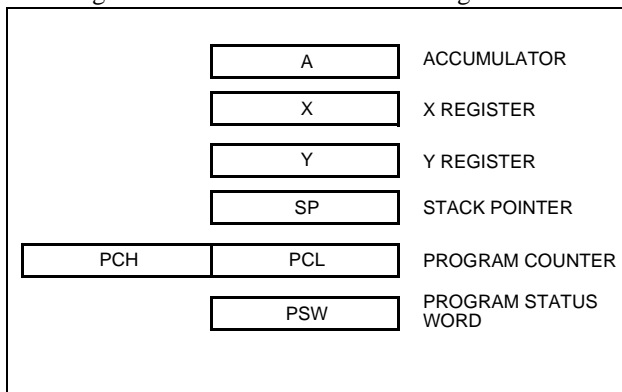 A ACCUMULATOR
X X REGISTER
Y Y REGISTER
SP STACK POINTER
PCH PCL PROGRAM COUNTER
PSW PROGRAM STATUS
WORD